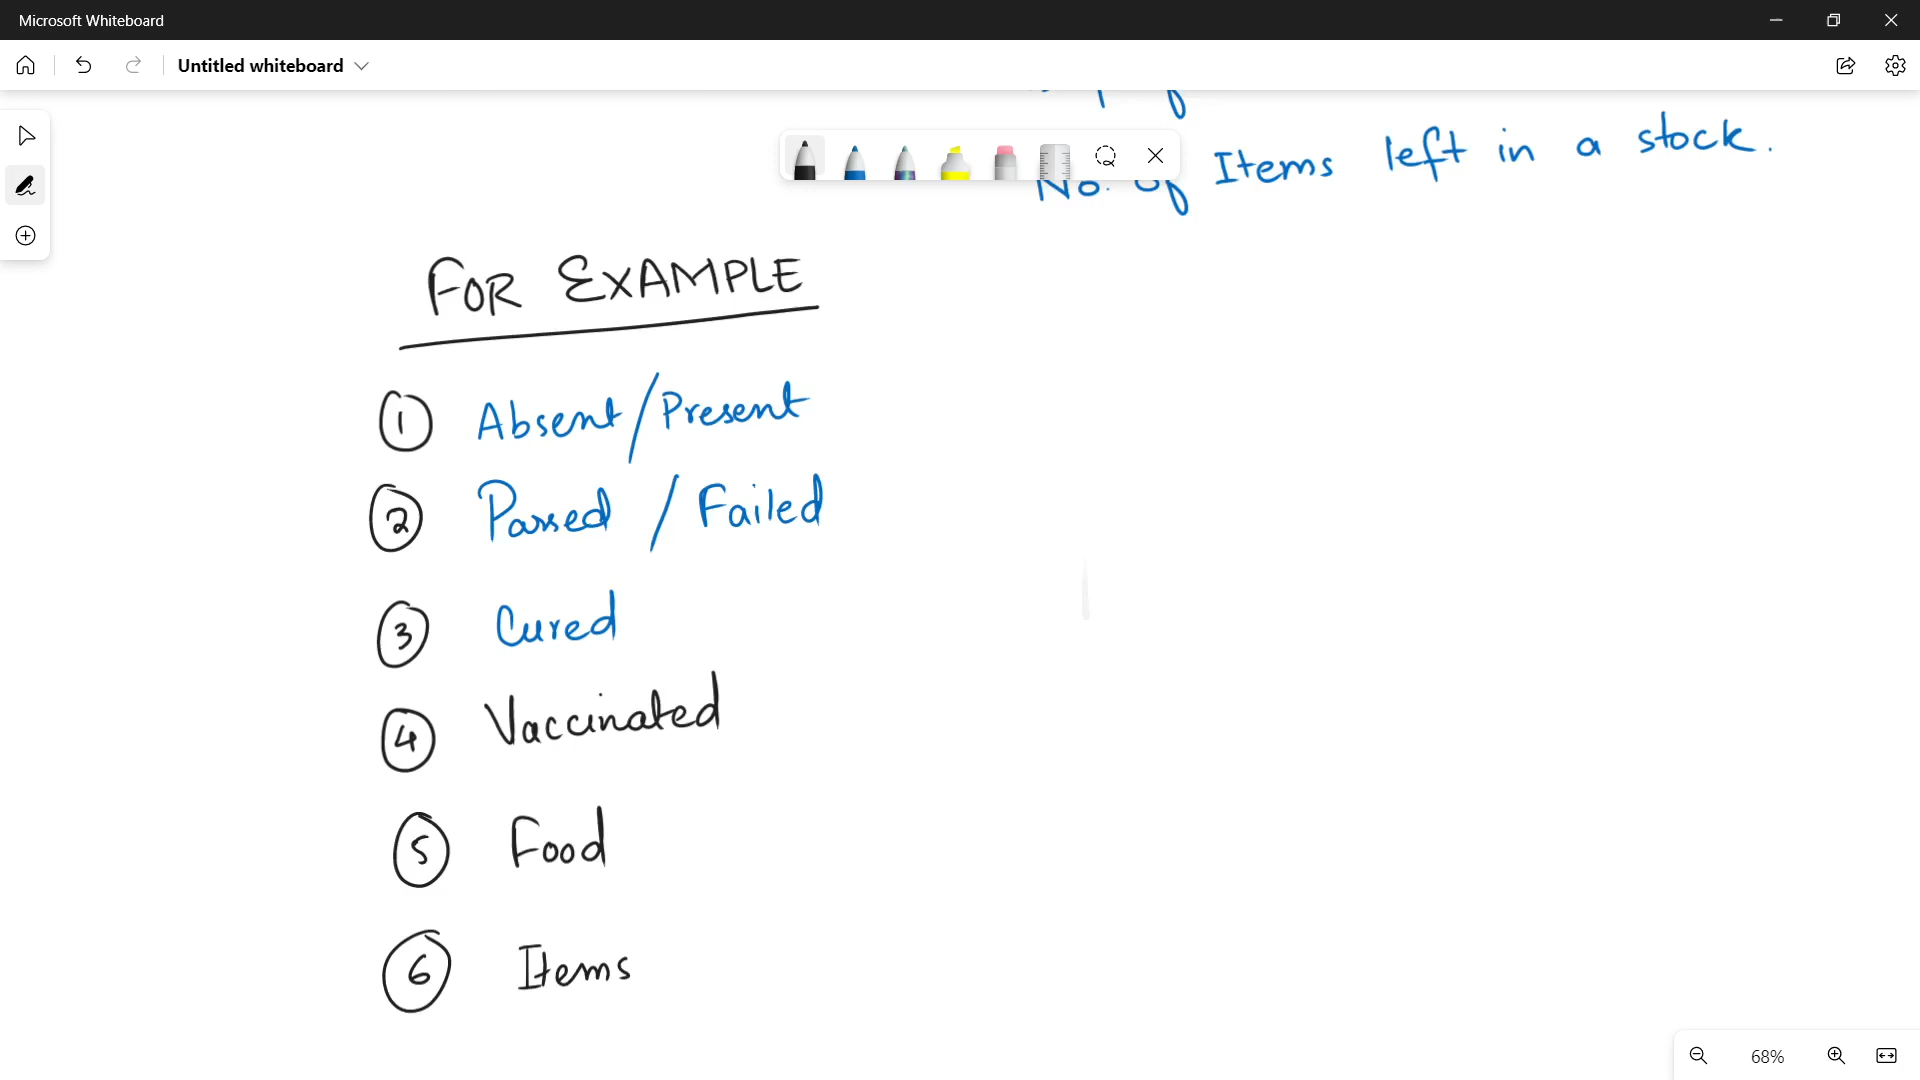 Microsoft Whiteboard
Untitled whiteboard
No. of Items left in a stock.
FOR EXAMPLE
1 Absent/Present
2 Passed / Failed
3 Cured
4 Vaccinated
5 Food
6 Items
68%